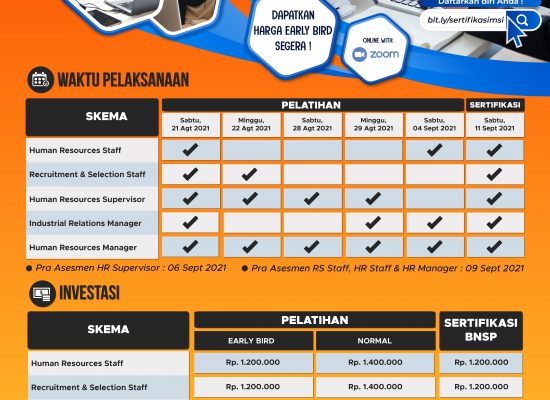 Daftarkan diri Anda !
bit.ly/sertifikasimsi
DAPATKAN
HARGA EARLY BIRD
SEGERA !
ONLINE WITH:
zoom
WAKTU PELAKSANAAN
SKEMA
PELATIHAN
SERTIFIKASI
Sabtu,
21 Agt 2021
Minggu,
22 Agt 2021
Sabtu,
28 Agt 2021
Minggu,
29 Agt 2021
Sabtu,
04 Sept 2021
Sabtu,
11 Sept 2021
Human Resources Staff
Recruitment & Selection Staff
Human Resources Supervisor
Industrial Relations Manager
Human Resources Manager
Pra Asesmen HR Supervisor : 06 Sept 2021
Pra Asesmen RS Staff, HR Staff & HR Manager : 09 Sept 2021
INVESTASI
SKEMA
PELATIHAN
SERTIFIKASI
BNSP
EARLY BIRD
NORMAL
Human Resources Staff
Rp. 1.200.000
Rp. 1.400.000
Rp. 1.200.000
Recruitment & Selection Staff
Rp. 1.200.000
Rp. 1.400.000
Rp. 1.200.000